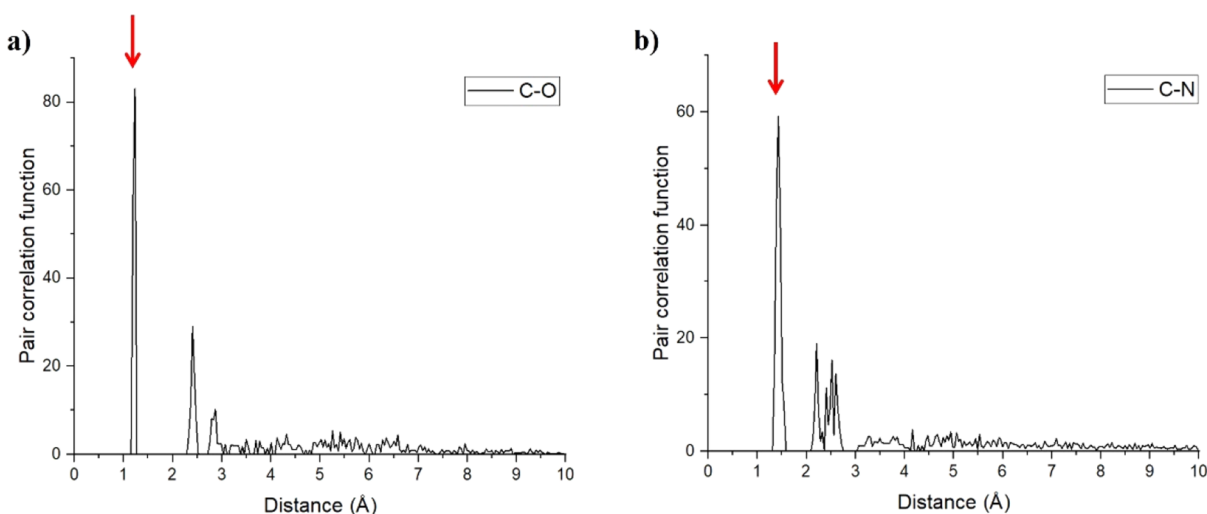 a)
C-O
Pair correlation function
80
60
40
20
0
0 1 2 3 4 5 6 7 8 9 10
Distance (Å)
b)
C-N
Pair correlation function
60
40
20
0
0 1 2 3 4 5 6 7 8 9 10
Distance (Å)